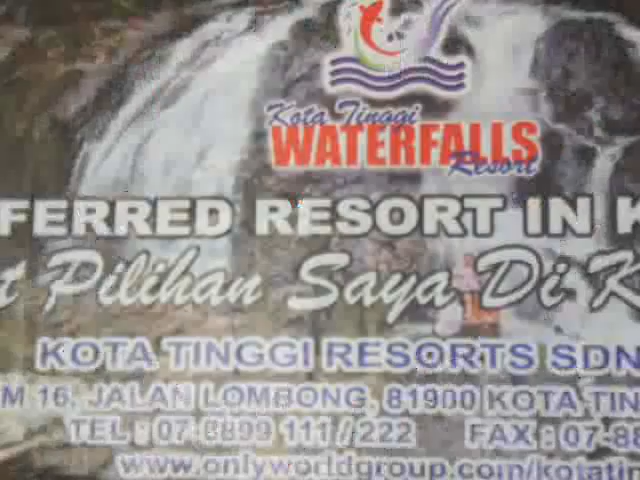 Kota Tinggi
WATERFALLS
Resort
FERRED RESORT IN K
t Pilihan Saya Di K
KOTA TINGGI RESORTS SDN
M 16, JALAN LOMBONG, 81900 KOTA TIN
TEL : 07-8899 111 / 222 FAX : 07-88
www.onlyworldgroup.com/kotatin